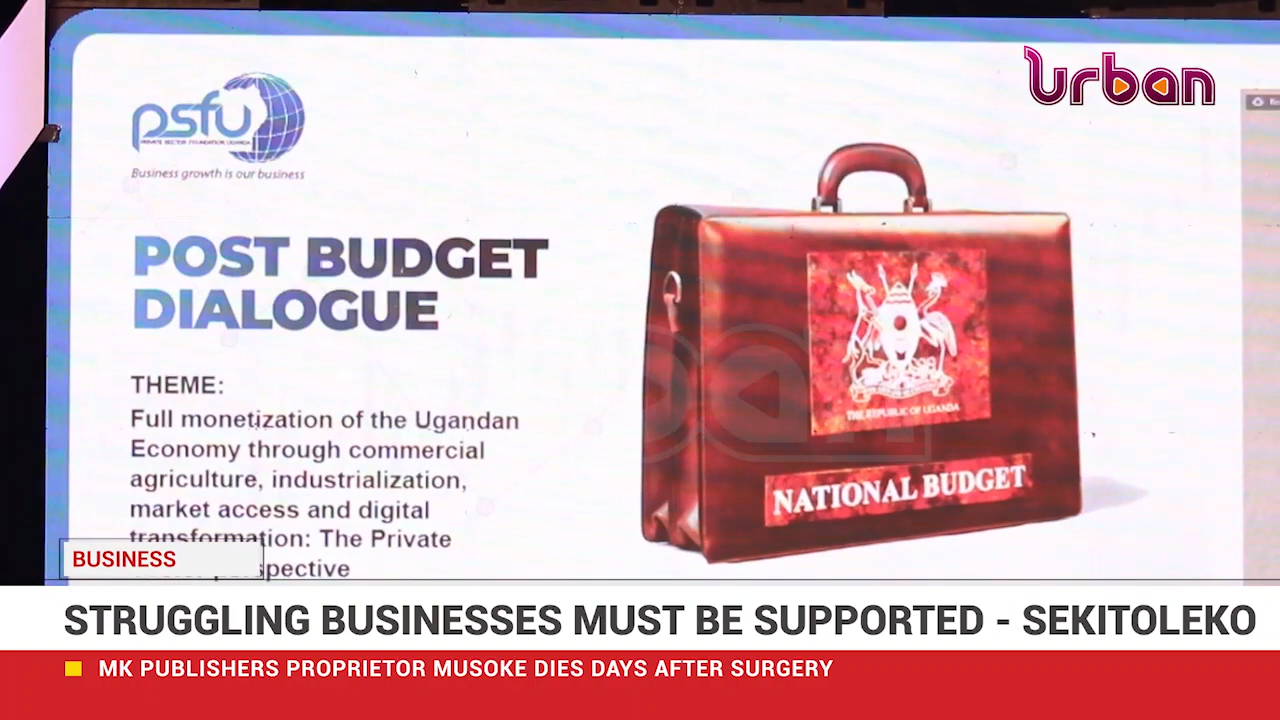 urban
psfu
PRIVATE SECTOR FOUNDATION UGANDA
Business growth is our business
POST BUDGET
DIALOGUE
THEME:
Full monetization of the Ugandan
Economy through commercial
agriculture, industrialization,
market access and digital
transformation: The Private
THE REPUBLIC OF UGANDA
NATIONAL BUDGET
BUSINESS
STRUGGLING BUSINESSES MUST BE SUPPORTED - SEKITOLEKO
MK PUBLISHERS PROPRIETOR MUSOKE DIES DAYS AFTER SURGERY